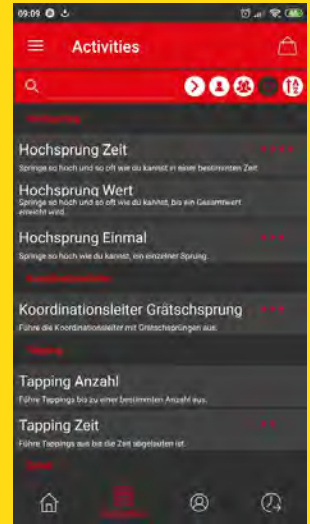 09:09
Activities
Hochsprung Zeit
Springe so hoch und so oft wie du kannst in einer bestimmten Zeit
Hochsprung Wert
Springe so hoch und so oft wie du kannst, bis ein Gesamtwert
erreicht wird.
Hochsprung Einmal
Springe so hoch wie du kannst, ein einzelner Sprung.
Koordinationsleiter Grätschsprung
Führe die Koordinationsleiter mit Grätschsprüngen aus.
Tapping
Tapping Anzahl
Führe Tappings bis zu einer bestimmten Anzahl aus.
Tapping Zeit
Führe Tappings aus bis die Zeit abgelaufen ist.